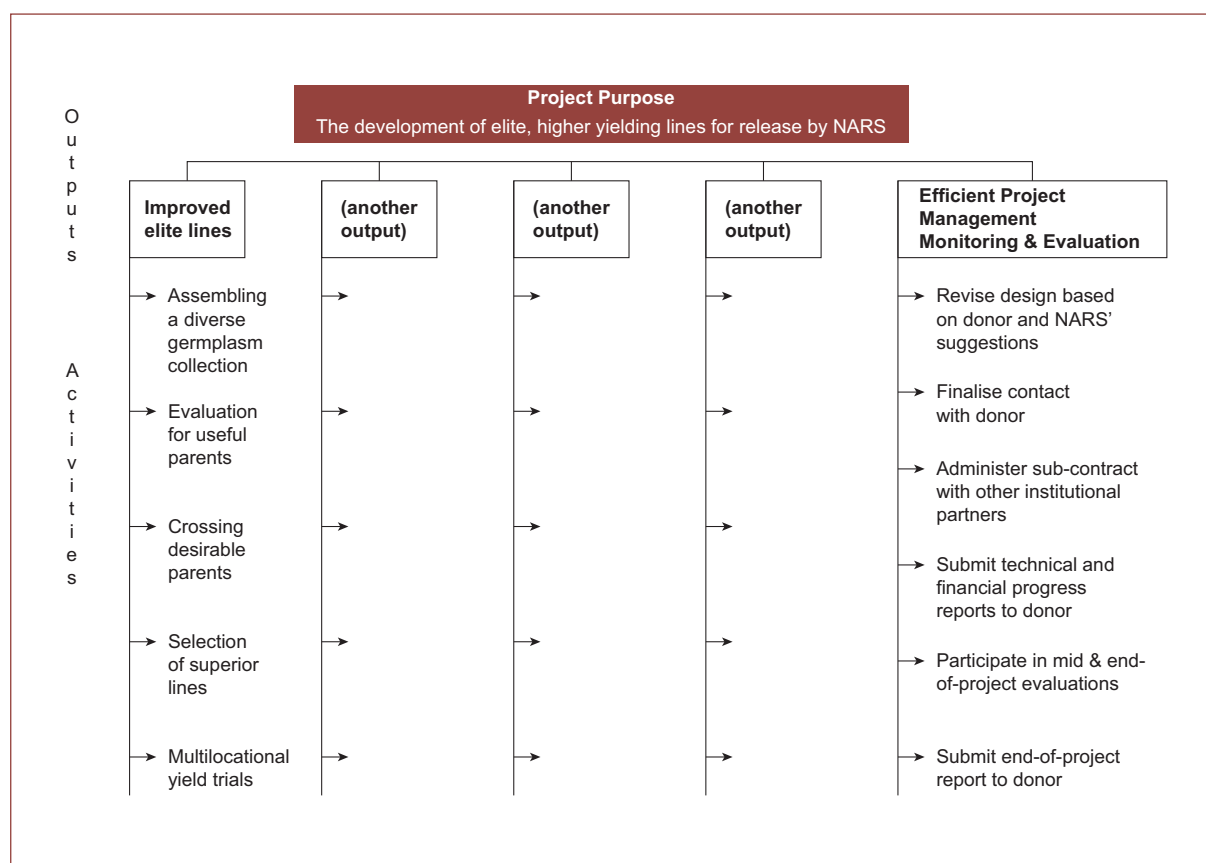 Project Purpose
The development of elite, higher yielding lines for release by NARS
Outputs
Improved
elite lines
(another
output)
(another
output)
(another
output)
Efficient Project
Management
Monitoring & Evaluation
Activities
Assembling
a diverse
germplasm
collection
Evaluation
for useful
parents
Crossing
desirable
parents
Selection
of superior
lines
Multilocational
yield trials
Revise design based
on donor and NARS’
suggestions
Finalise contact
with donor
Administer sub-contract
with other institutional
partners
Submit technical and
financial progress
reports to donor
Participate in mid & end-
of-project evaluations
Submit end-of-project
report to donor